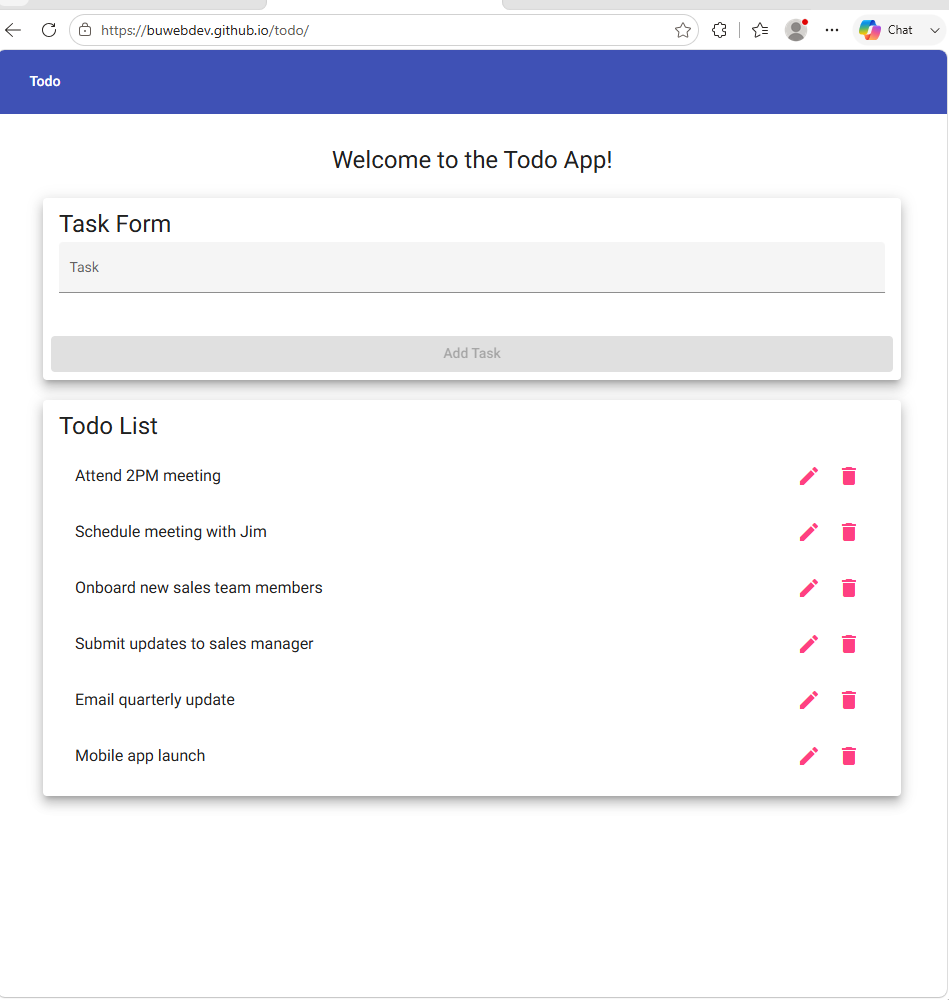 https://buwebdev.github.io/todo/
Chat
Todo
Welcome to the Todo App!
Task Form
Task
Add Task
Todo List
Attend 2PM meeting
Schedule meeting with Jim
Onboard new sales team members
Submit updates to sales manager
Email quarterly update
Mobile app launch